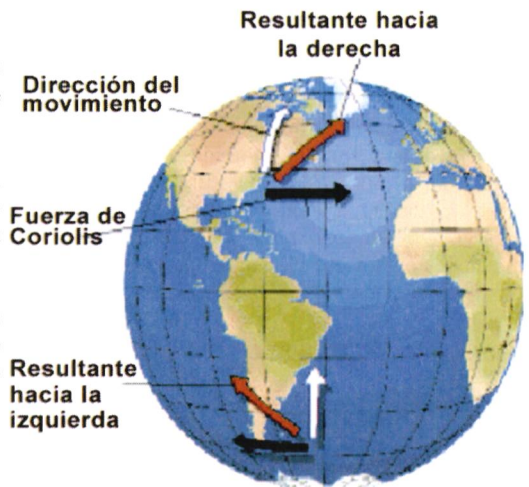 Resultante hacia
la derecha
Dirección del
movimiento
Fuerza de
Coriolis
Resultante
hacia la
izquierda